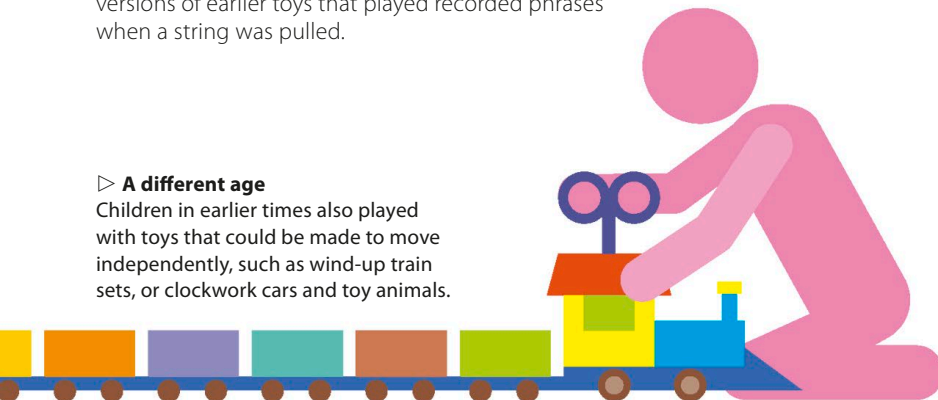 versions of earlier toys that played recorded phrases
when a string was pulled.
▷ A different age
Children in earlier times also played
with toys that could be made to move
independently, such as wind-up train
sets, or clockwork cars and toy animals.